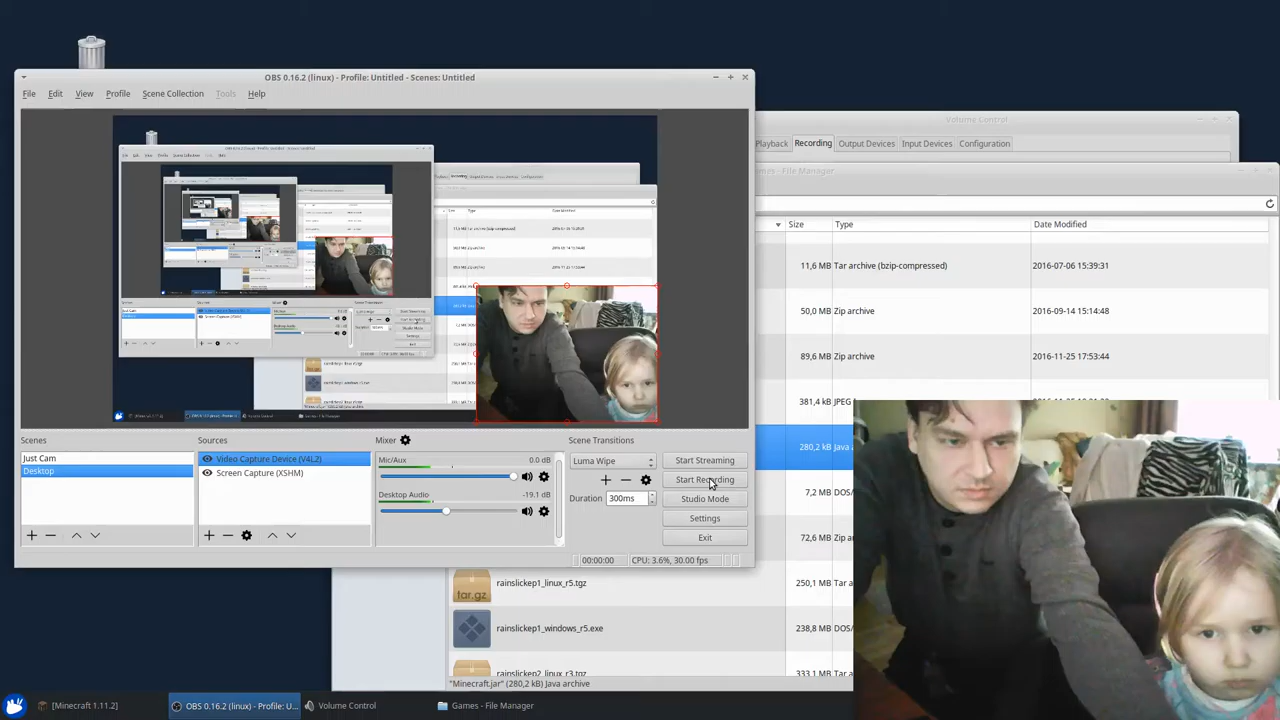 OBS 0.16.2 (linux) - Profile: Untitled - Scenes: Untitled
File Edit View Profile Scene Collection Tools Help
Volume Control
Playback Recording Output Devices Input Devices Configuration
File Manager
Size Type Date Modified
11,6 MB Tar archive (bzip-compressed) 2016-07-06 15:39:31
50,0 MB Zip archive 2016-09-14 15:14:48
89,6 MB Zip archive 2016-11-25 17:53:44
381,4 kB JPEG
280,2 kB Java
7,2 MB DOS/
72,6 MB Zip a
250,1 MB Tar a
238,8 MB DOS/
333,1 MB Tar a
Scenes
Just Cam
Desktop
Sources
Video Capture Device (V4L2)
Screen Capture (XSHM)
Mixer
Mic/Aux 0.0 dB
Desktop Audio -19.1 dB
Scene Transitions
Luma Wipe
Duration 300ms
Start Streaming
Start Recording
Studio Mode
Settings
Exit
00:00:00 CPU: 3.6%, 30.00 fps
tar.gz
rainslickep1_linux_r5.tgz
rainslickep1_windows_r5.exe
rainslickep2_linux_r3.tgz
"Minecraft.jar" (280,2 kB) Java archive
[Minecraft 1.11.2]
OBS 0.16.2 (linux) - Profile: U...
Volume Control
Games - File Manager